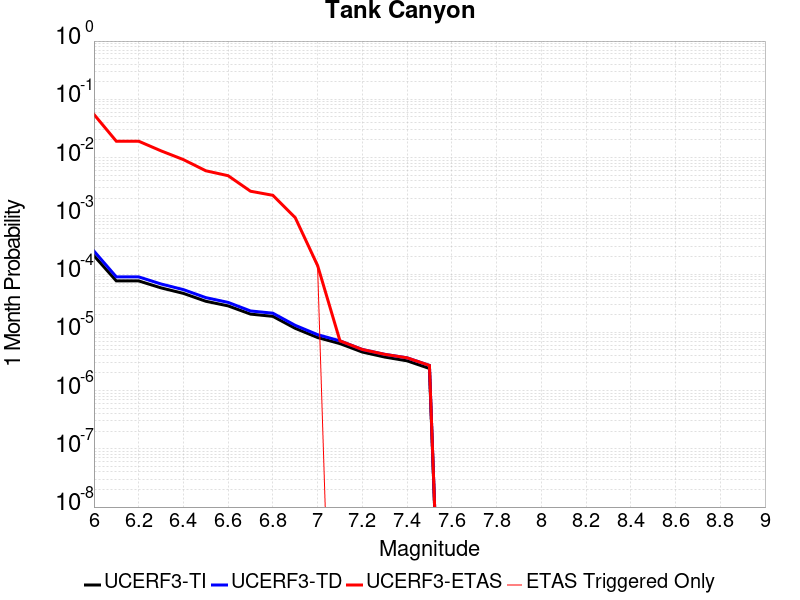 Tank Canyon
1 Month Probability
10^0
10^-1
10^-2
10^-3
10^-4
10^-5
10^-6
10^-7
10^-8
6 6.2 6.4 6.6 6.8 7 7.2 7.4 7.6 7.8 8 8.2 8.4 8.6 8.8 9
Magnitude
UCERF3-TI UCERF3-TD UCERF3-ETAS ETAS Triggered Only